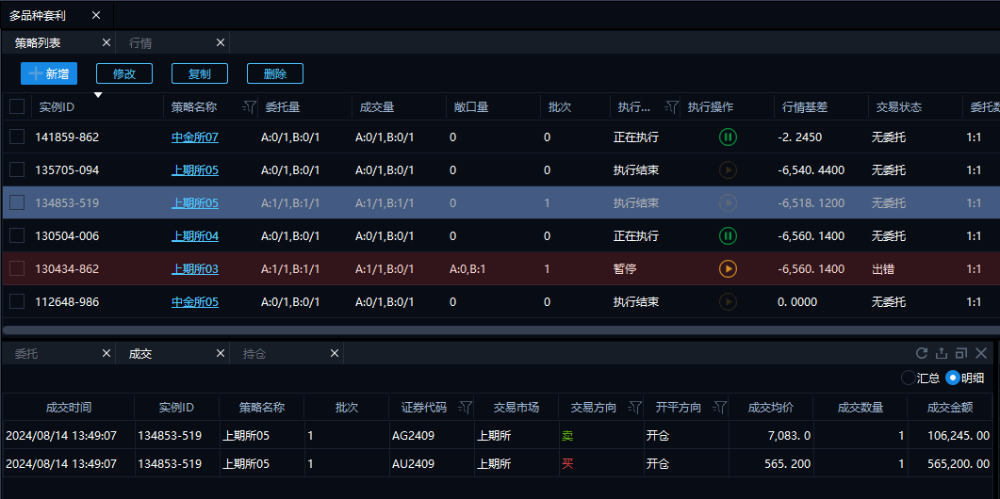 多品种套利
策略列表 行情
新增 修改 复制 删除
实例ID 策略名称 委托量 成交量 敞口量 批次 执行... 执行操作 行情基差 交易状态 委托数
141859-862 中金所07 A:0/1,B:0/1 A:0/1,B:0/1 0 0 正在执行 -2. 2450 无委托 1:1
135705-094 上期所05 A:0/1,B:0/1 A:0/1,B:0/1 0 0 执行结束 -6,540. 4400 无委托 1:1
134853-519 上期所05 A:1/1,B:1/1 A:1/1,B:1/1 0 1 执行结束 -6,518. 1200 无委托 1:1
130504-006 上期所04 A:0/1,B:0/1 A:0/1,B:0/1 0 0 正在执行 -6,560. 1400 无委托 1:1
130434-862 上期所03 A:1/1,B:1/1 A:1/1,B:0/1 A:0,B:1 1 暂停 -6,560. 1400 出错 1:1
112648-986 中金所05 A:0/1,B:0/1 A:0/1,B:0/1 0 0 执行结束 0. 0000 无委托 1:1
委托 成交 持仓
汇总 明细
成交时间 实例ID 策略名称 批次 证券代码 交易市场 交易方向 开平方向 成交均价 成交数量 成交金额
2024/08/14 13:49:07 134853-519 上期所05 1 AG2409 上期所 卖 开仓 7,083. 0 1 106,245. 00
2024/08/14 13:49:07 134853-519 上期所05 1 AU2409 上期所 买 开仓 565. 200 1 565,200. 00